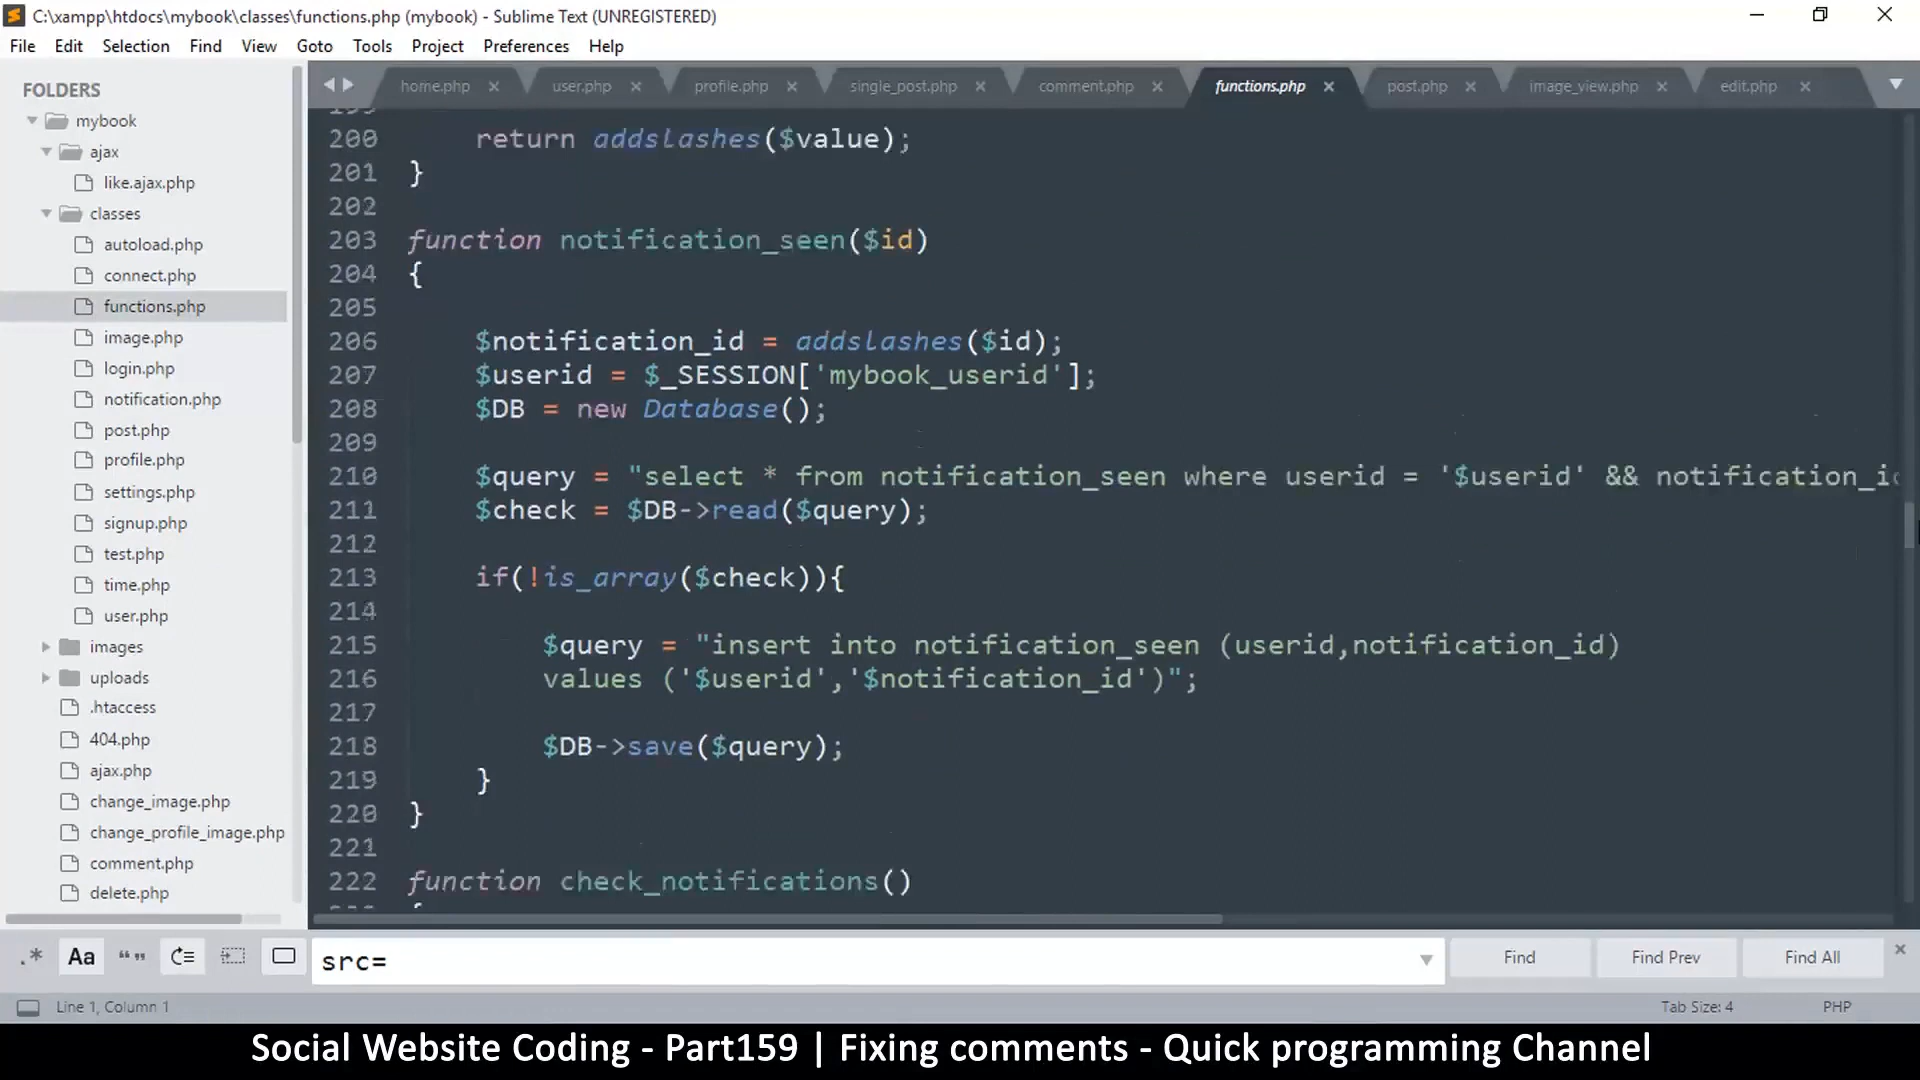 C:\xampp\htdocs\mybook\classes\functions.php (mybook) - Sublime Text (UNREGISTERED)
File Edit Selection Find View Goto Tools Project Preferences Help
FOLDERS
mybook
ajax
like.ajax.php
classes
autoload.php
connect.php
functions.php
image.php
login.php
notification.php
post.php
profile.php
settings.php
signup.php
test.php
time.php
user.php
images
uploads
.htaccess
404.php
ajax.php
change_image.php
change_profile_image.php
comment.php
delete.php
home.php user.php profile.php single_post.php comment.php functions.php post.php image_view.php edit.php
200 return addslashes($value);
201 }
202
203 function notification_seen($id)
204 {
205
206 $notification_id = addslashes($id);
207 $userid = $_SESSION['mybook_userid'];
208 $DB = new Database();
209
210 $query = "select * from notification_seen where userid = '$userid' && notification_i
211 $check = $DB->read($query);
212
213 if(!is_array($check)){
214
215 $query = "insert into notification_seen (userid,notification_id)
216 values ('$userid','$notification_id')";
217
218 $DB->save($query);
219 }
220 }
221
222 function check_notifications()
.* Aa “” src= Find Find Prev Find All
Line 1, Column 1 Tab Size: 4 PHP
Social Website Coding - Part159 | Fixing comments - Quick programming Channel